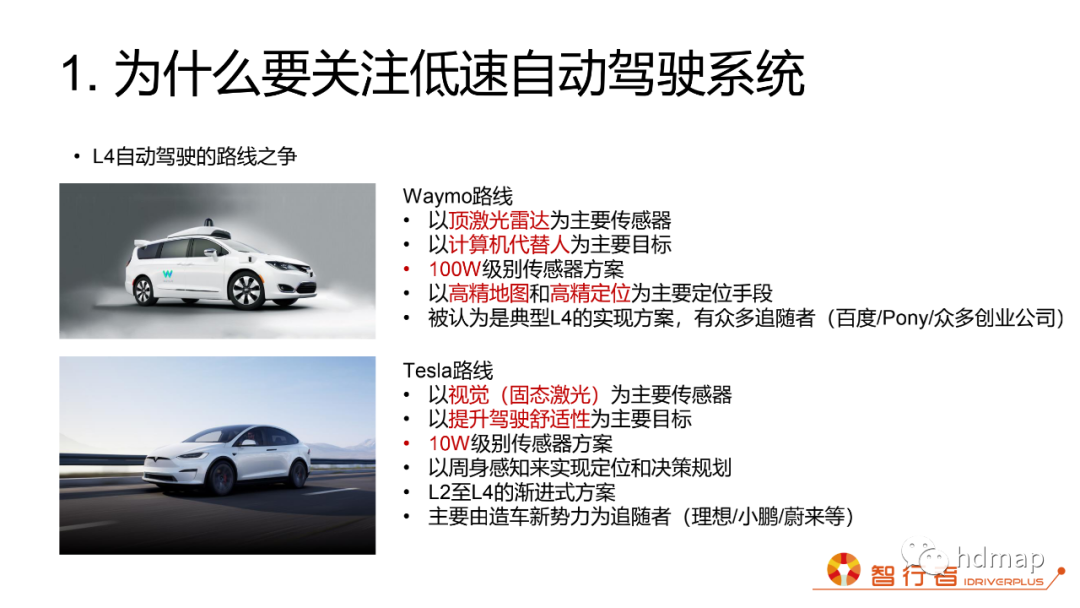 1. 为什么要关注低速自动驾驶系统
• L4自动驾驶的路线之争
Waymo路线
• 以顶激光雷达为主要传感器
• 以计算机代替人为主要目标
• 100W级别传感器方案
• 以高精地图和高精定位为主要定位手段
• 被认为是典型L4的实现方案，有众多追随者（百度/Pony/众多创业公司）
Tesla路线
• 以视觉（固态激光）为主要传感器
• 以提升驾驶舒适性为主要目标
• 10W级别传感器方案
• 以周身感知来实现定位和决策规划
• L2至L4的渐进式方案
• 主要由造车新势力为追随者（理想/小鹏/蔚来等）
hdmap
智行者 IDRIVERPLUS